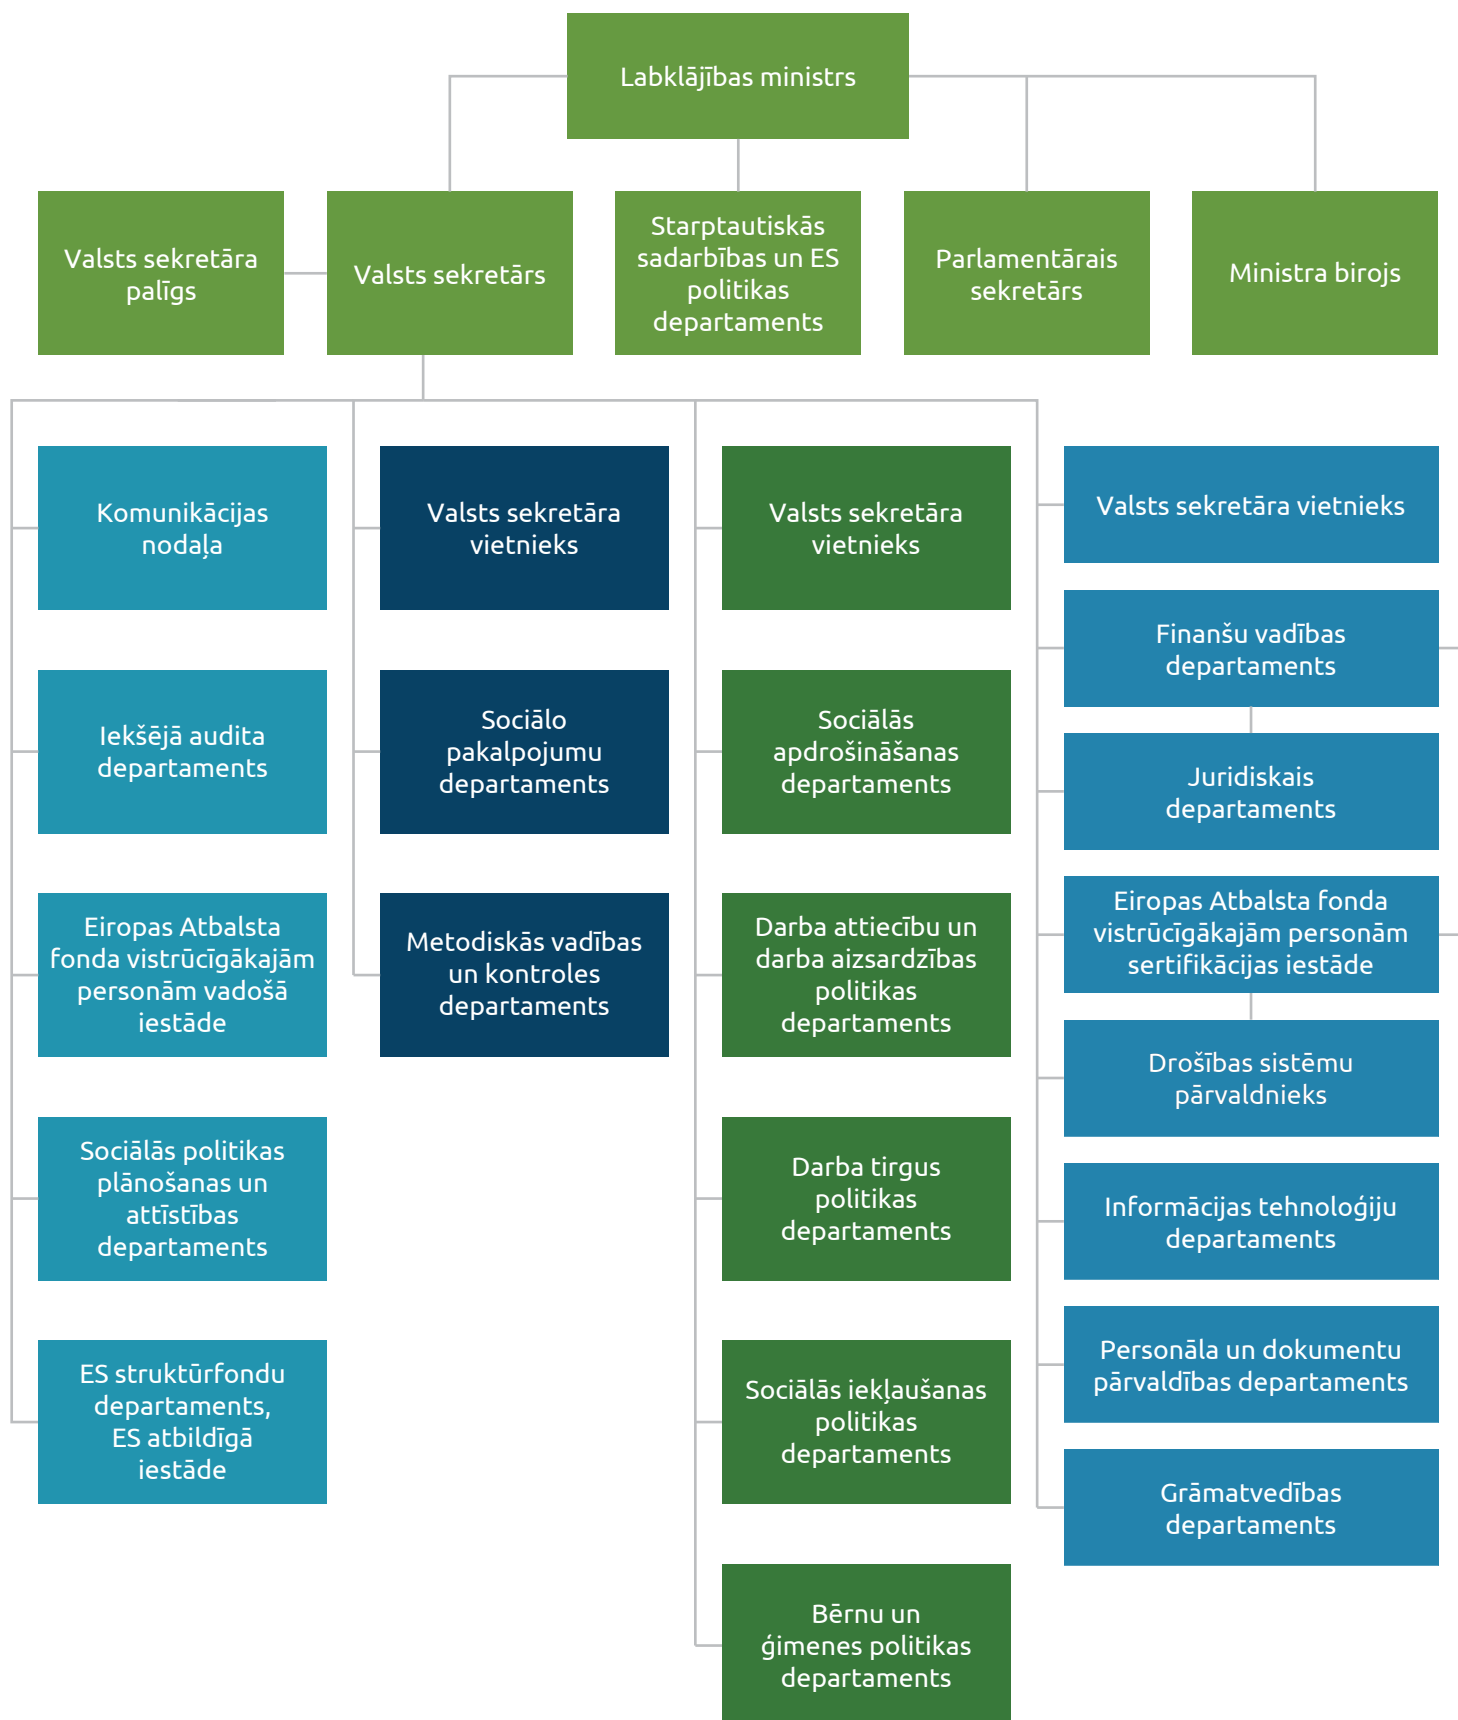 Labklājības ministrs
Valsts sekretāra
palīgs
Valsts sekretārs
Starptautiskās
sadarbības un ES
politikas
departaments
Parlamentārais
sekretārs
Ministra birojs
Komunikācijas
nodaļa
Iekšējā audita
departaments
Eiropas Atbalsta
fonda vistrūcīgākajām
personām vadošā
iestāde
Sociālās politikas
plānošanas un
attīstības
departaments
ES struktūrfondu
departaments,
ES atbildīgā
iestāde
Valsts sekretāra
vietnieks
Sociālo
pakalpojumu
departaments
Metodiskās vadības
un kontroles
departaments
Valsts sekretāra
vietnieks
Sociālās
apdrošināšanas
departaments
Darba attiecību un
darba aizsardzības
politikas
departaments
Darba tirgus
politikas
departaments
Sociālās iekļaušanas
politikas
departaments
Bērnu un
ģimenes politikas
departaments
Valsts sekretāra vietnieks
Finanšu vadības
departaments
Juridiskais
departaments
Eiropas Atbalsta fonda
vistrūcīgākajām personām
sertifikācijas iestāde
Drošības sistēmu
pārvaldnieks
Informācijas tehnoloģiju
departaments
Personāla un dokumentu
pārvaldības departaments
Grāmatvedības
departaments